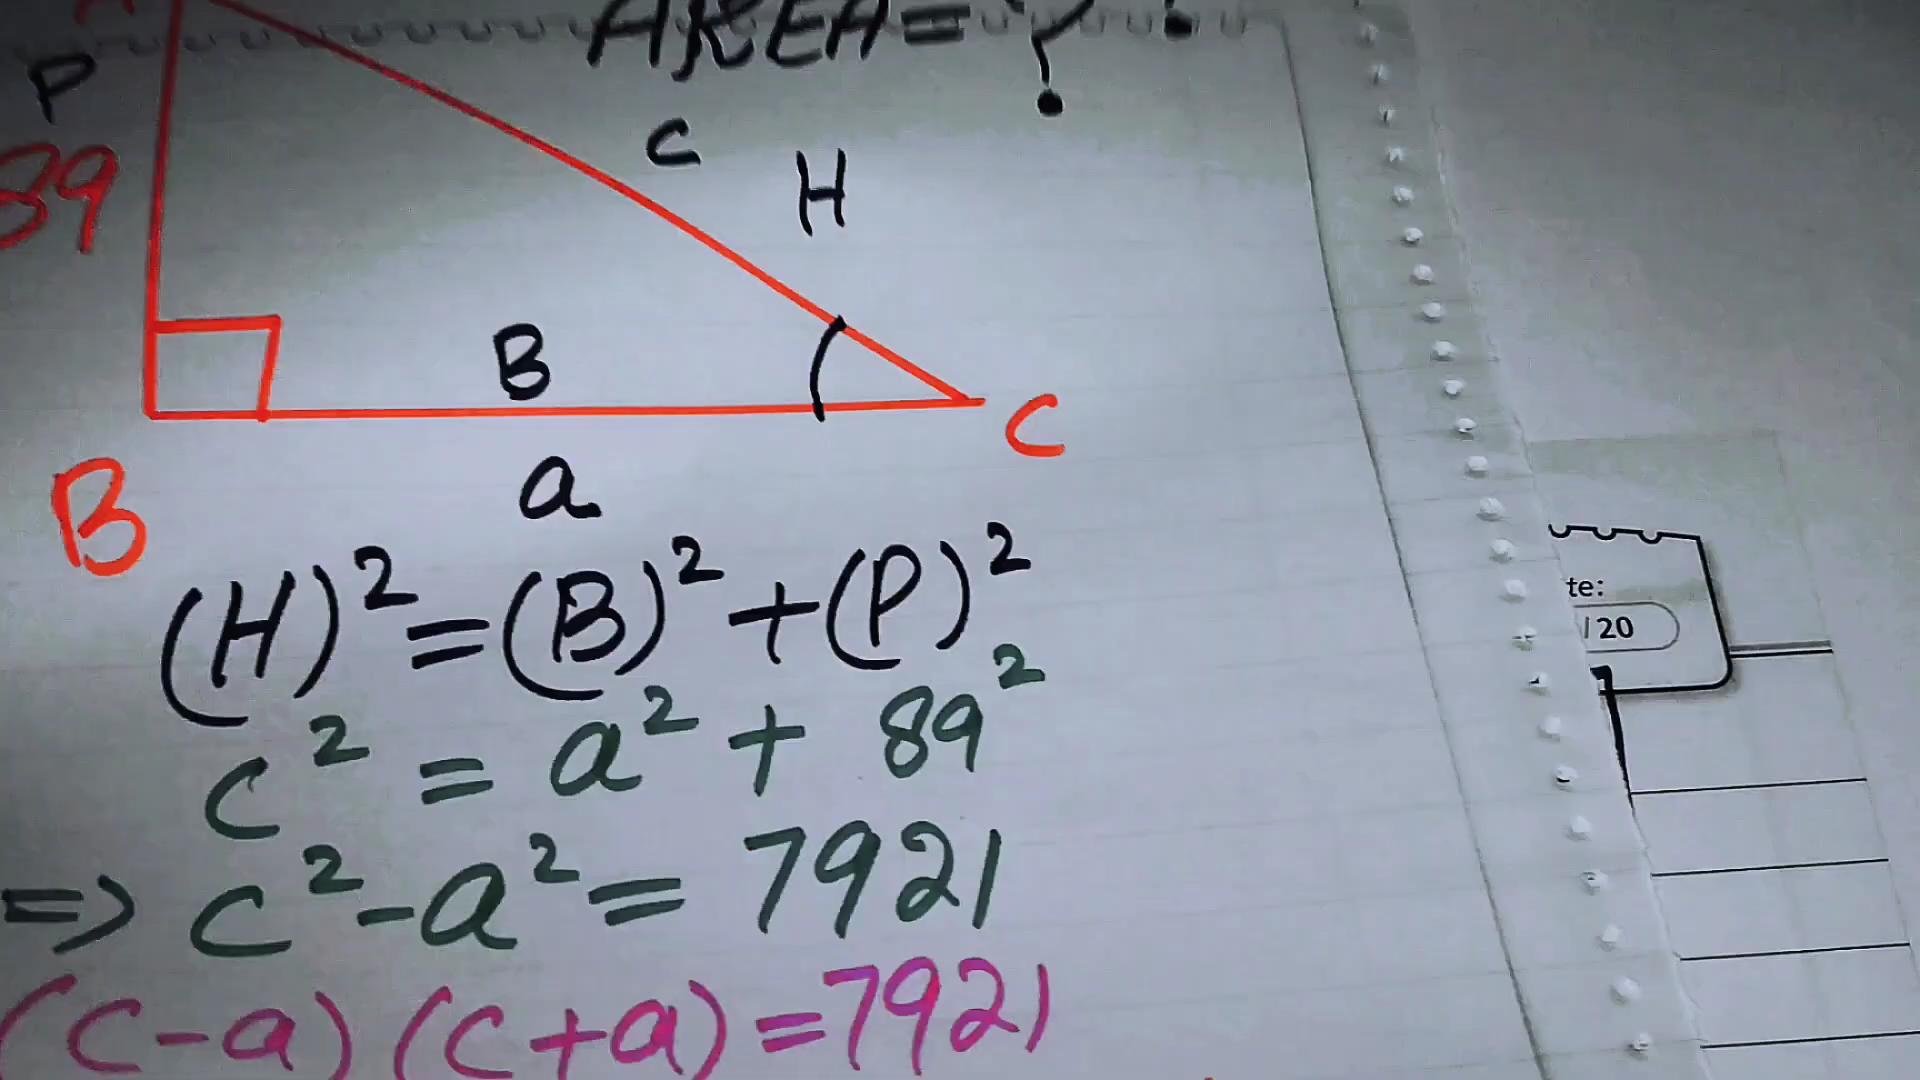 AREA = ?
P
C
H
89
B
C
B
a
(H)² = (B)² + (P)²
te:
/20
c² = a² + 89²
⇒ c² - a² = 7921
(c-a) (c+a) = 7921